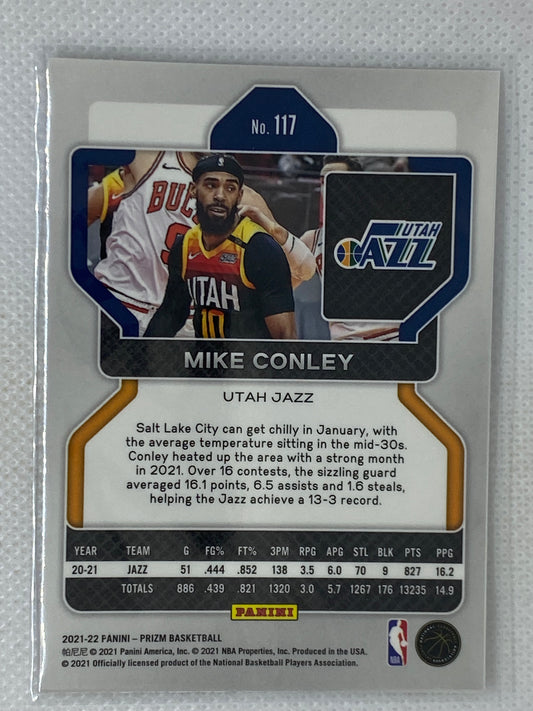 No. 117
BUL
UTAH
10
UTAH
JAZZ
MIKE CONLEY
UTAH JAZZ
Salt Lake City can get chilly in January, with
the average temperature sitting in the mid-30s.
Conley heated up the area with a strong month
in 2021. Over 16 contests, the sizzling guard
averaged 16.1 points, 6.5 assists and 1.6 steals,
helping the Jazz achieve a 13-3 record.
YEAR TEAM G FG% FT% 3PM RPG APG STL BLK PTS PPG
20-21 JAZZ 51 .444 .852 138 3.5 6.0 70 9 827 16.2
TOTALS 886 .439 .821 1320 3.0 5.7 1267 176 13235 14.9
PANINI
2021-22 PANINI – PRIZM BASKETBALL
帕尼尼 © 2021 Panini America, Inc. © 2021 NBA Properties, Inc. Produced in the USA.
© 2021 Officially licensed product of the National Basketball Players Association.
NBA